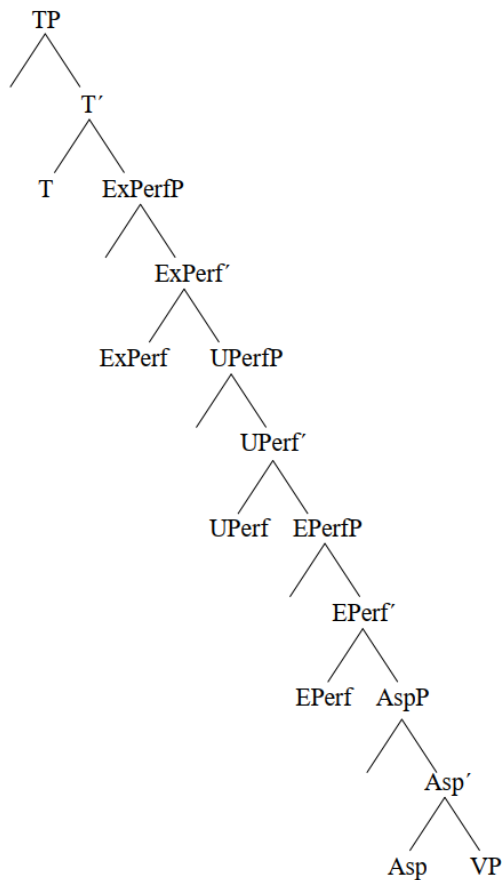 TP
T´
T ExPerfP
ExPerf´
ExPerf UPerfP
UPerf´
UPerf EPerfP
EPerf´
EPerf AspP
Asp´
Asp VP